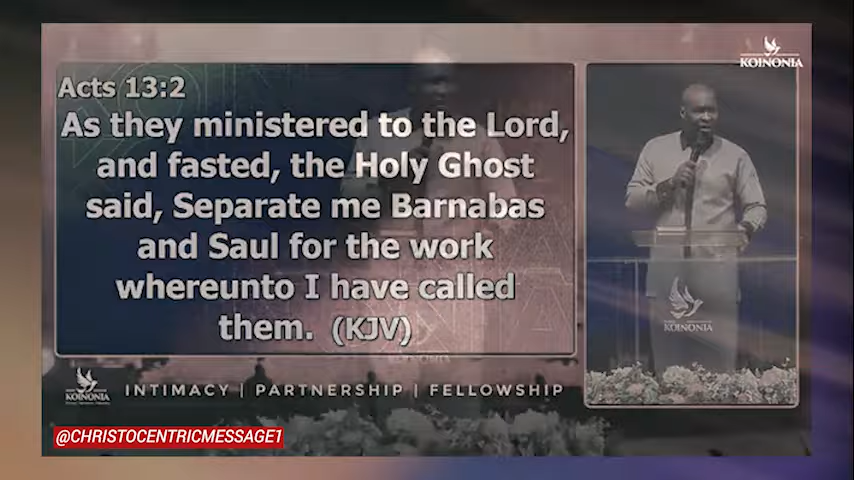 KOINONIA
Acts 13:2
As they ministered to the Lord,
and fasted, the Holy Ghost
said, Separate me Barnabas
and Saul for the work
whereunto I have called
them. (KJV)
KOINONIA
KOINONIA
INTIMACY | PARTNERSHIP | FELLOWSHIP
@CHRISTOCENTRICMESSAGE1